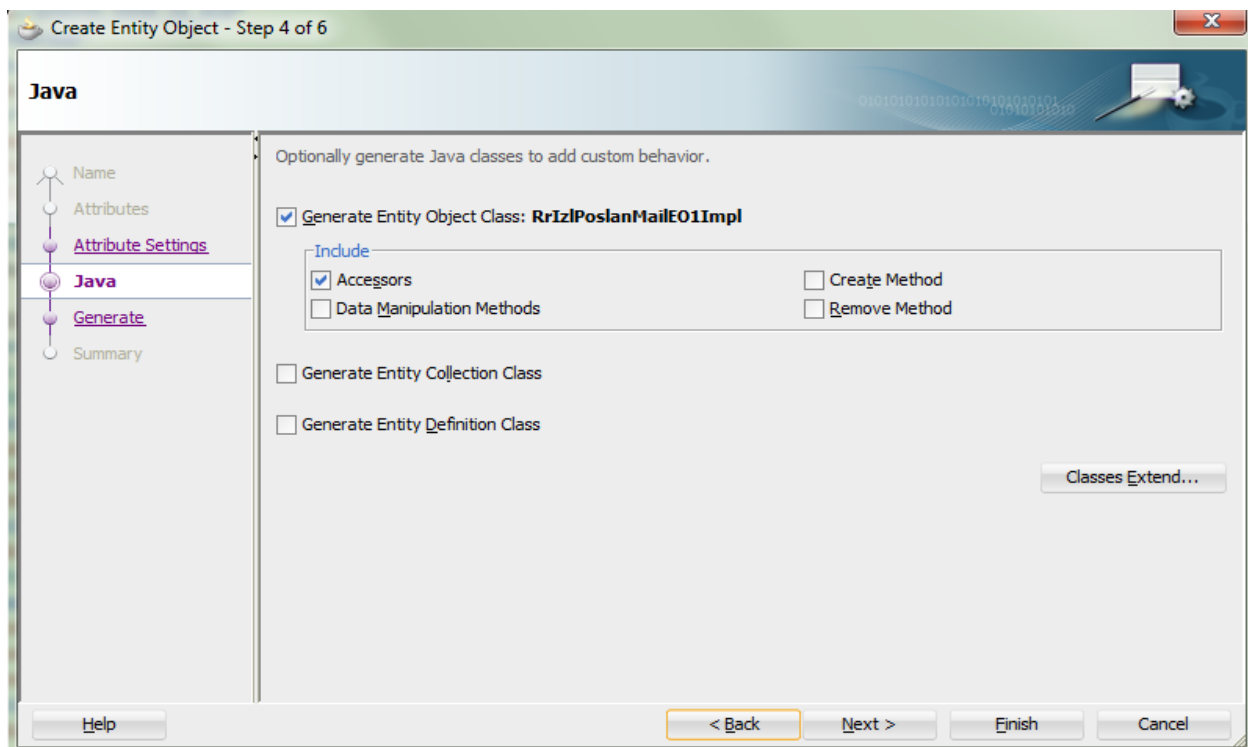 Create Entity Object - Step 4 of 6
Java
Name
Attributes
Attribute Settings
Java
Generate
Summary
Optionally generate Java classes to add custom behavior.
Generate Entity Object Class: RrIzlPoslanMailEO1Impl
Include
Accessors
Create Method
Data Manipulation Methods
Remove Method
Generate Entity Collection Class
Generate Entity Definition Class
Classes Extend...
Help
< Back
Next >
Finish
Cancel